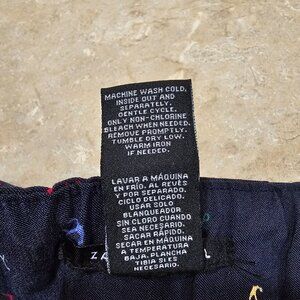 MACHINE WASH COLD,
INSIDE OUT AND
SEPARATELY.
GENTLE CYCLE.
ONLY NON-CHLORINE
BLEACH WHEN NEEDED.
REMOVE PROMPTLY.
TUMBLE DRY LOW.
WARM IRON
IF NEEDED.
LAVAR A MÁQUINA
EN FRÍO, AL REVÉS
Y POR SEPARADO.
CICLO DELICADO.
USAR SOLO
BLANQUEADOR
SIN CLORO CUANDO
SEA NECESARIO.
SACAR RÁPIDO.
SECAR EN MÁQUINA
A TEMPERATURA
BAJA. PLANCHA
TIBIA SI ES
NECESARIO.